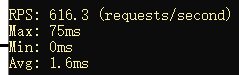 RPS: 616.3 (requests/second)
Max: 75ms
Min: 0ms
Avg: 1.6ms